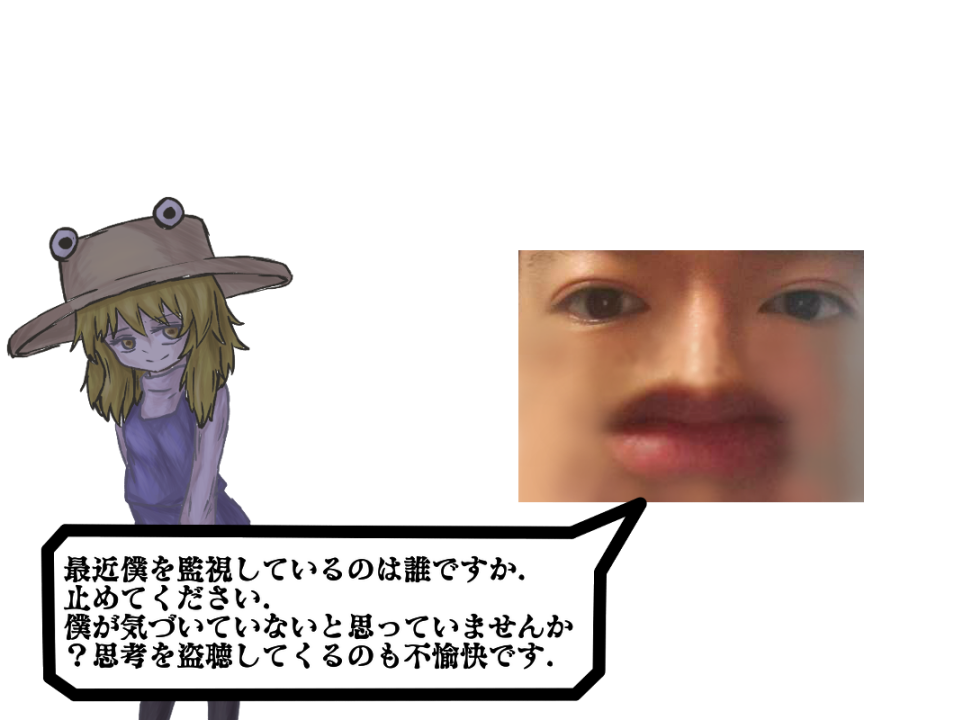 最近僕を監視しているのは誰ですか.
止めてください.
僕が気づいていないと思っていませんか
？思考を盗聴してくるのも不愉快です.